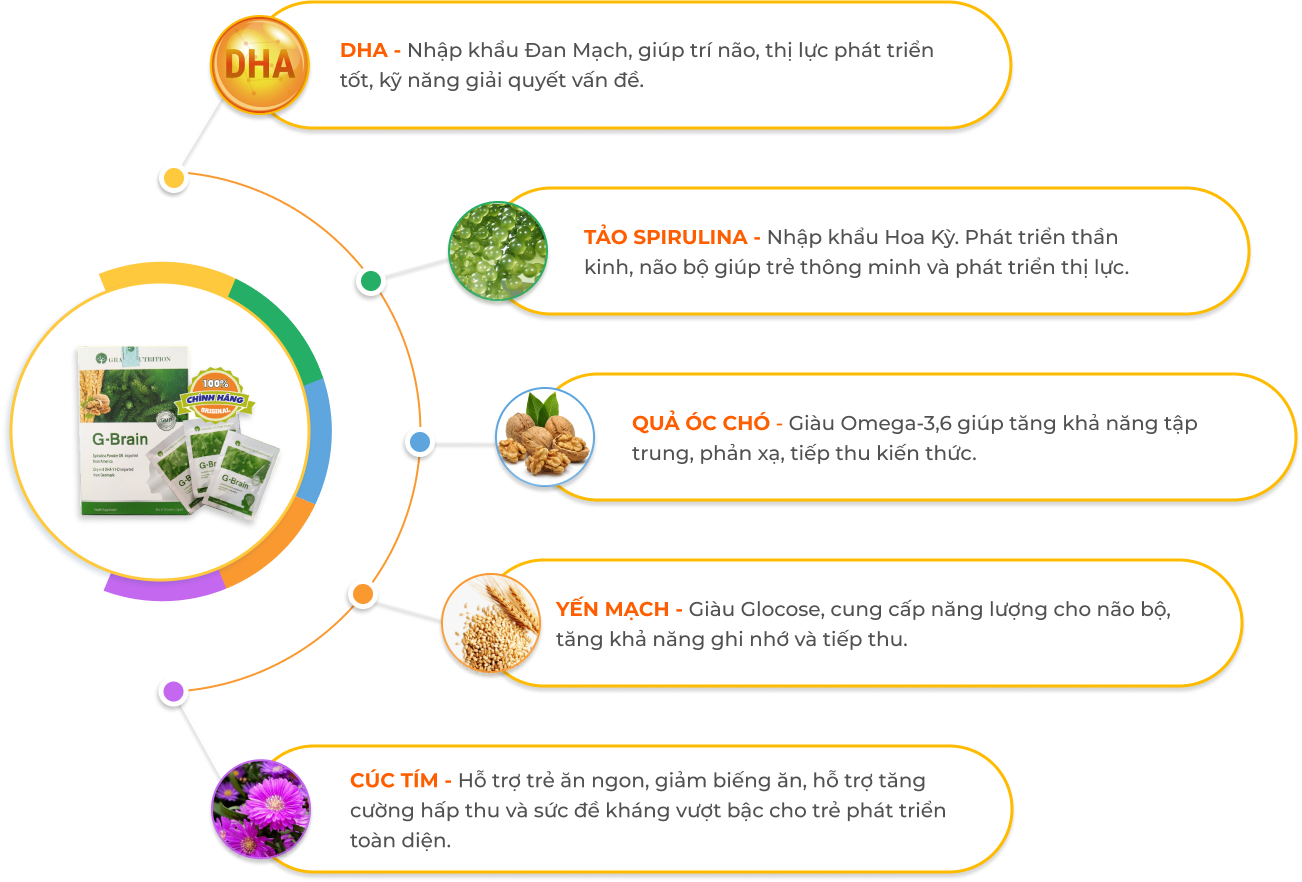 DHA
DHA - Nhập khẩu Đan Mạch, giúp trí não, thị lực phát triển
tốt, kỹ năng giải quyết vấn đề.
TẢO SPIRULINA - Nhập khẩu Hoa Kỳ. Phát triển thần
kinh, não bộ giúp trẻ thông minh và phát triển thị lực.
100%
CHÍNH HÃNG
ORIGINAL
G-Brain
Spirulina Powder
G-Brain
QUẢ ÓC CHÓ - Giàu Omega-3,6 giúp tăng khả năng tập
trung, phản xạ, tiếp thu kiến thức.
YẾN MẠCH - Giàu Glocose, cung cấp năng lượng cho não bộ,
tăng khả năng ghi nhớ và tiếp thu.
CÚC TÍM - Hỗ trợ trẻ ăn ngon, giảm biếng ăn, hỗ trợ tăng
cường hấp thu và sức đề kháng vượt bậc cho trẻ phát triển
toàn diện.